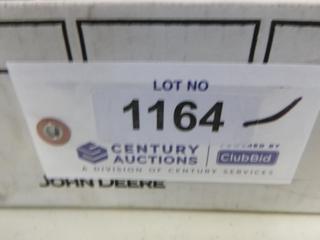 LOT NO
1164
CENTURY AUCTIONS
POWERED BY
ClubBid
A DIVISION OF CENTURY SERVICES
JOHN DEERE